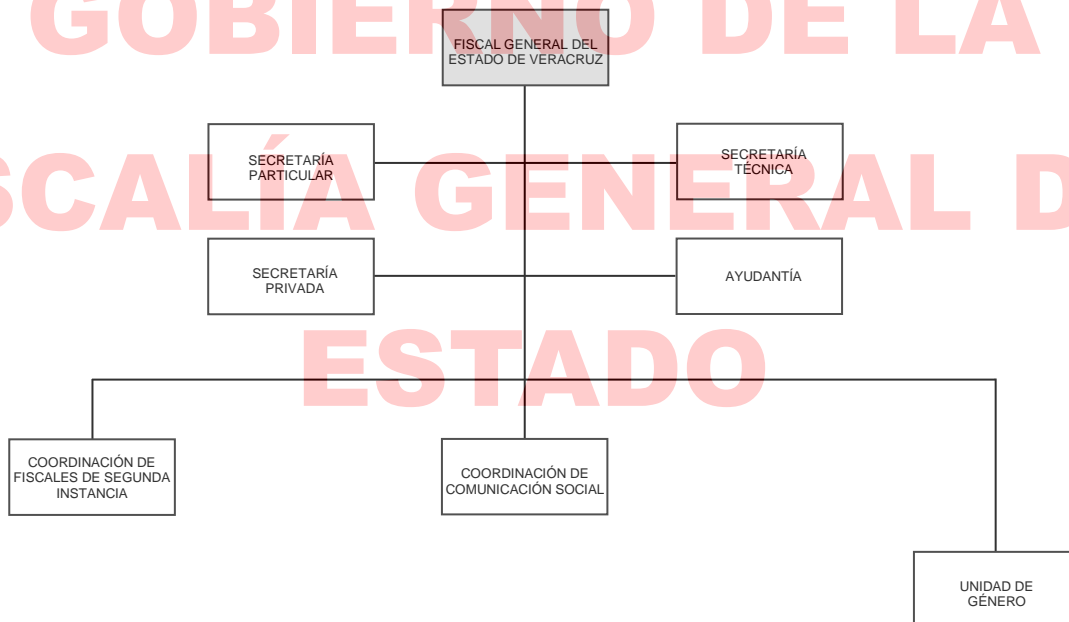 GOBIERNO DE LA
FISCAL GENERAL DEL
ESTADO DE VERACRUZ
SECRETARÍA
PARTICULAR
SECRETARÍA
TÉCNICA
SCALÍA GENERAL D
SECRETARÍA
PRIVADA
AYUDANTÍA
ESTADO
COORDINACIÓN DE
FISCALES DE SEGUNDA
INSTANCIA
COORDINACIÓN DE
COMUNICACIÓN SOCIAL
UNIDAD DE
GÉNERO